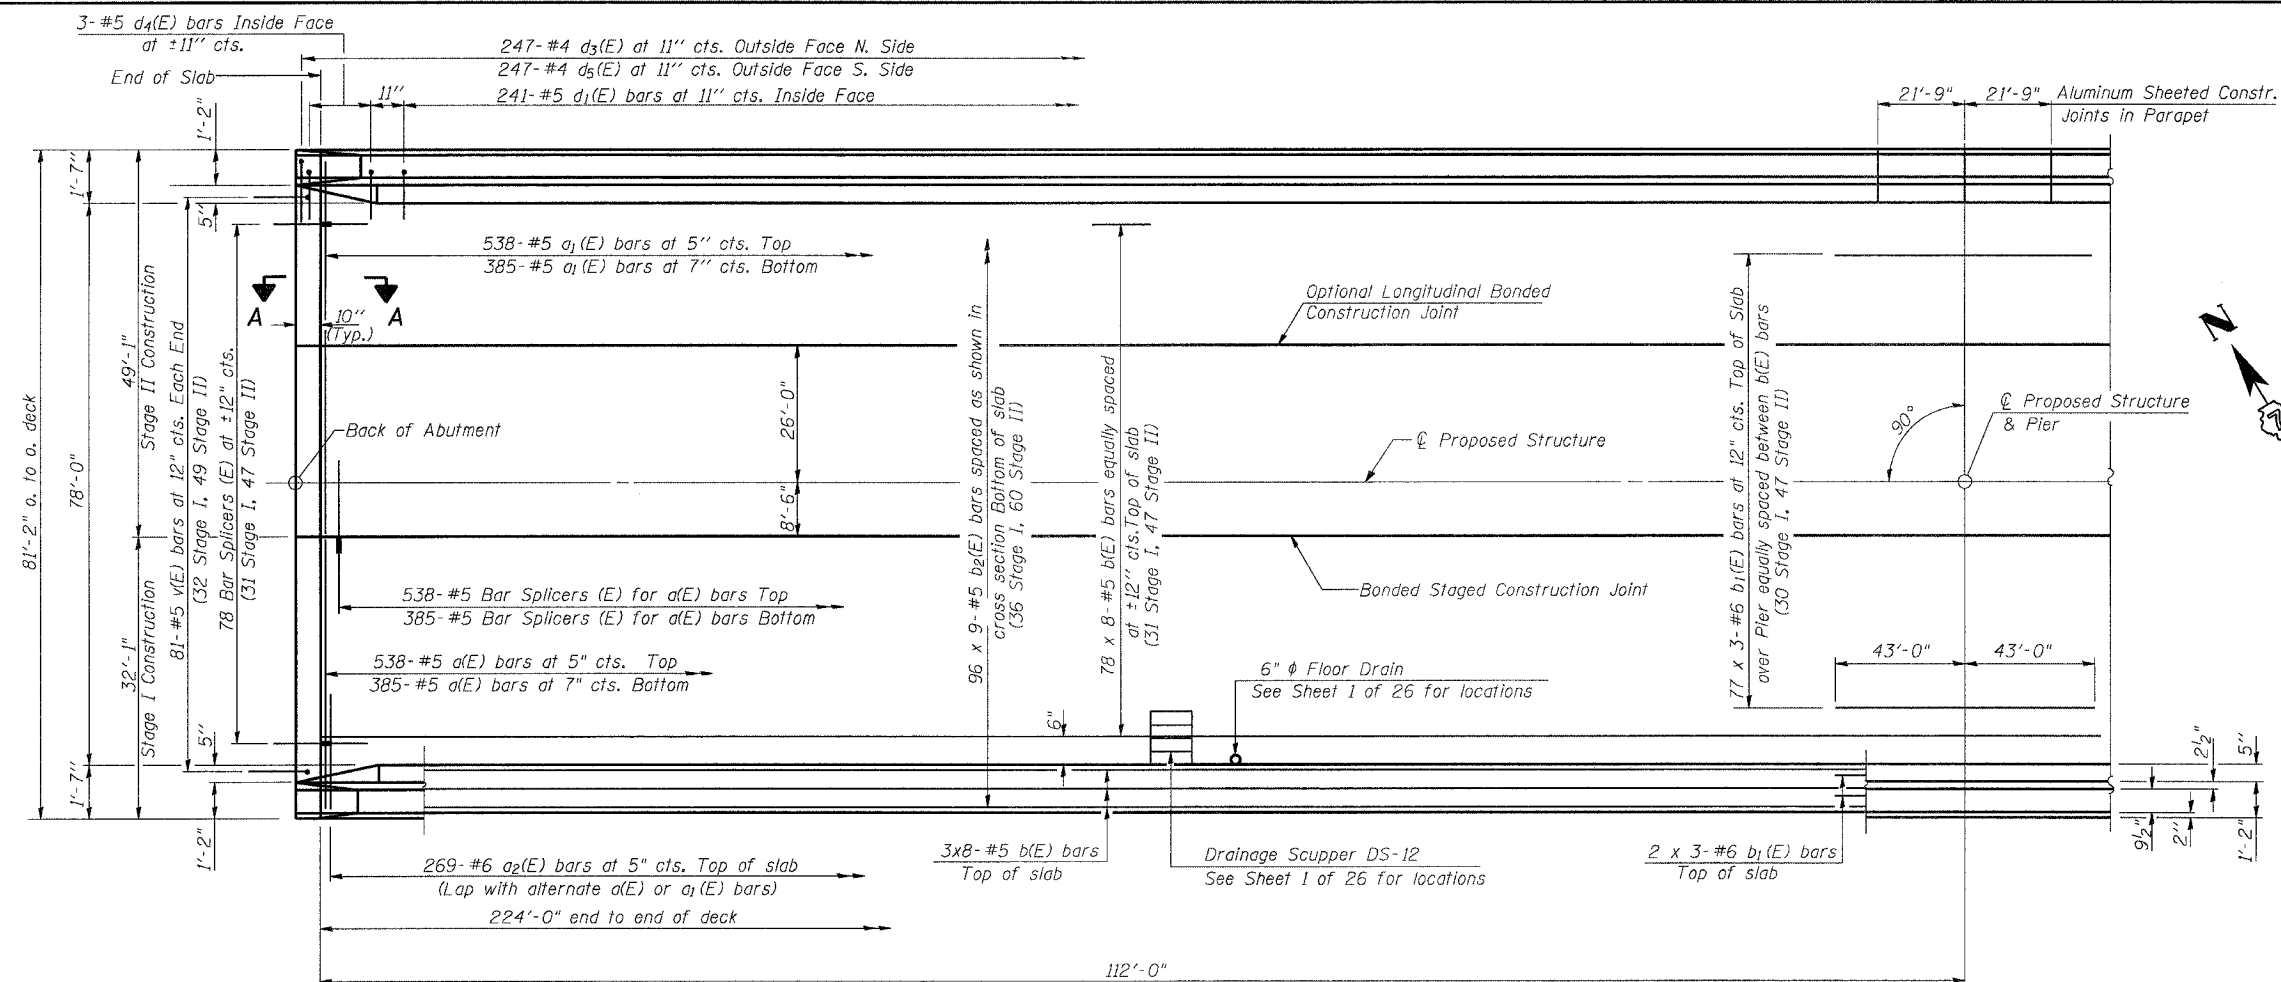 3-#5 d4(E) bars Inside Face
at ±11" cts.
End of Slab
247-#4 d3(E) at 11" cts. Outside Face N. Side
247-#4 d5(E) at 11" cts. Outside Face S. Side
11"
241-#5 d1(E) bars at 11" cts. Inside Face
21'-9"
21'-9"
Aluminum Sheeted Constr.
Joints in Parapet
1'-2"
1'-7"
5"
538-#5 a1(E) bars at 5" cts. Top
385-#5 a1(E) bars at 7" cts. Bottom
A
A
10"
(Typ.)
Optional Longitudinal Bonded
Construction Joint
N
81'-2" o. to o. deck
78'-0"
49'-1"
Stage II Construction
32'-1"
Stage I Construction
81-#5 v(E) bars at 12" cts. Each End
(32 Stage I, 49 Stage II)
78 Bar Splicers (E) at ±12" cts.
(31 Stage I, 47 Stage II)
Back of Abutment
26'-0"
8'-6"
96 x 9-#5 b2(E) bars spaced as shown in
cross section Bottom of slab
(36 Stage I, 60 Stage II)
78 x 8-#5 b(E) bars equally spaced
at ±12" cts. Top of slab
(31 Stage I, 47 Stage II)
℄ Proposed Structure
77 x 3-#6 b1(E) bars at 12" cts. Top of Slab
over Pier equally spaced between b(E) bars
(30 Stage I, 47 Stage II)
90°
℄ Proposed Structure
& Pier
538-#5 Bar Splicers (E) for a(E) bars Top
385-#5 Bar Splicers (E) for a(E) bars Bottom
Bonded Staged Construction Joint
538-#5 a(E) bars at 5" cts. Top
385-#5 a(E) bars at 7" cts. Bottom
6" ϕ Floor Drain
See Sheet 1 of 26 for locations
43'-0"
43'-0"
6"
5"
1'-7"
1'-2"
2½"
5"
9½"
2"
1'-2"
269-#6 a2(E) bars at 5" cts. Top of slab
(Lap with alternate a(E) or a1(E) bars)
3x8-#5 b(E) bars
Top of slab
Drainage Scupper DS-12
See Sheet 1 of 26 for locations
2 x 3-#6 b1(E) bars
Top of slab
224'-0" end to end of deck
112'-0"